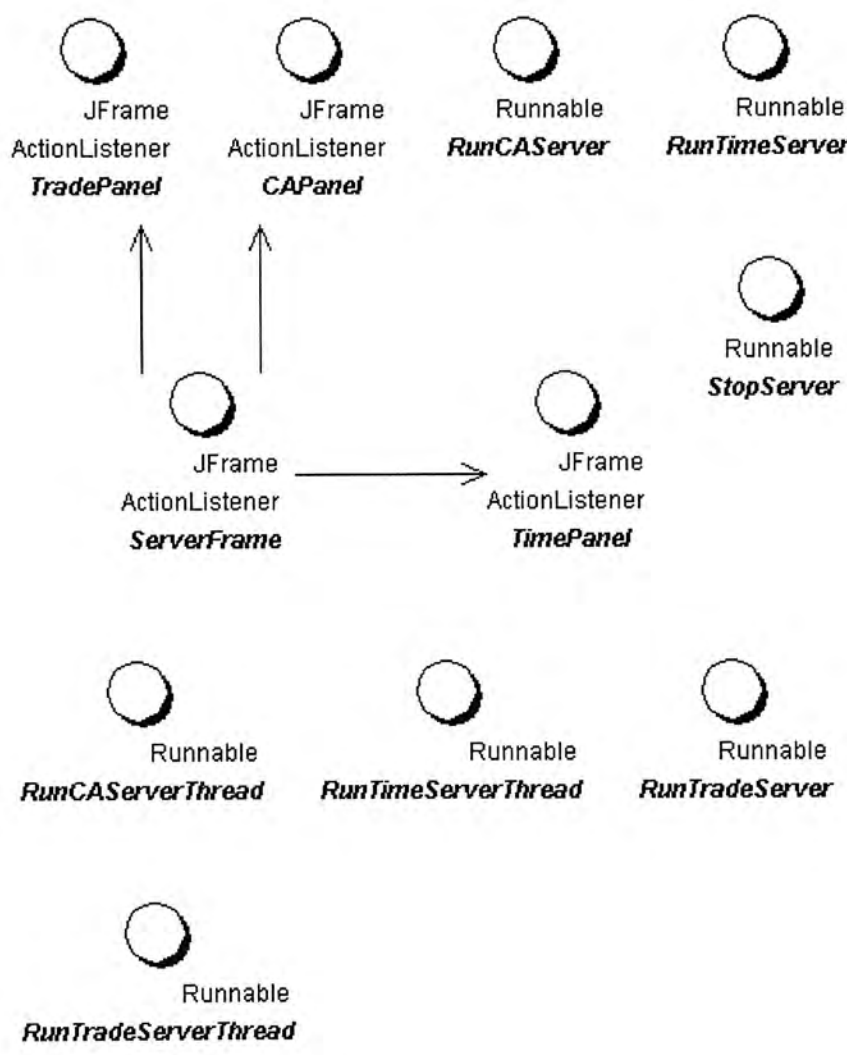 JFrame
ActionListener
TradePanel
JFrame
ActionListener
CAPanel
Runnable
RunCAServer
Runnable
RunTimeServer
Runnable
StopServer
JFrame
ActionListener
ServerFrame
JFrame
ActionListener
TimePanel
Runnable
RunCAServerThread
Runnable
RunTimeServerThread
Runnable
RunTradeServer
Runnable
RunTradeServerThread